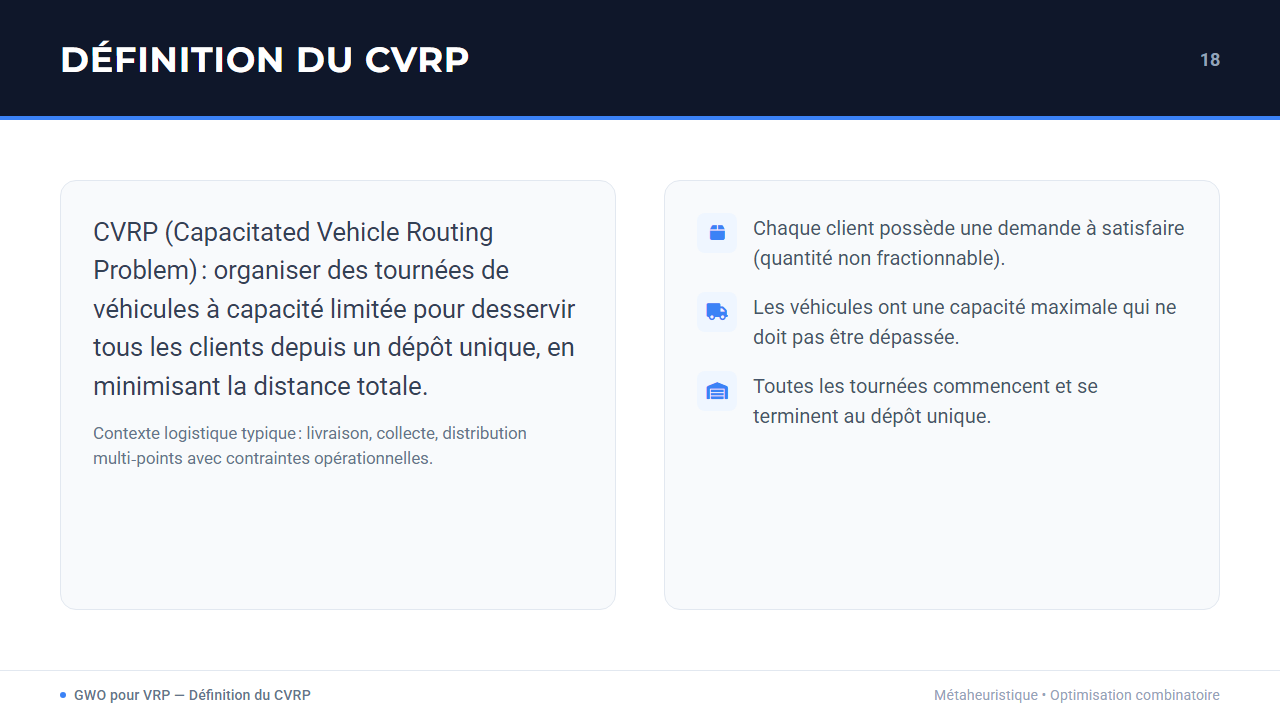 DÉFINITION DU CVRP
18
CVRP (Capacitated Vehicle Routing
Problem) : organiser des tournées de
véhicules à capacité limitée pour desservir
tous les clients depuis un dépôt unique, en
minimisant la distance totale.
Contexte logistique typique : livraison, collecte, distribution
multi-points avec contraintes opérationnelles.
Chaque client possède une demande à satisfaire
(quantité non fractionnable).
Les véhicules ont une capacité maximale qui ne
doit pas être dépassée.
Toutes les tournées commencent et se
terminent au dépôt unique.
GWO pour VRP — Définition du CVRP
Métaheuristique • Optimisation combinatoire